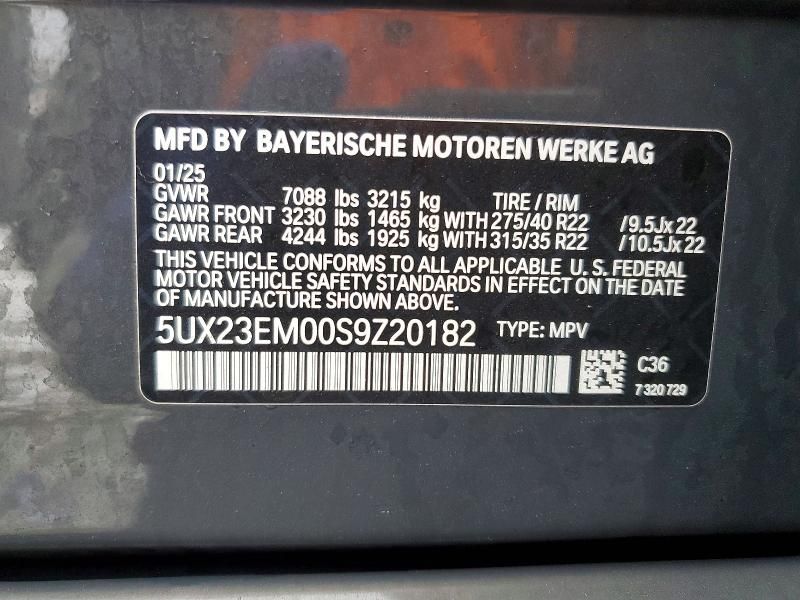 MFD BY BAYERISCHE MOTOREN WERKE AG
01/25
GVWR 7088 lbs 3215 kg TIRE / RIM
GAWR FRONT 3230 lbs 1465 kg WITH 275/40 R22 /9.5Jx22
GAWR REAR 4244 lbs 1925 kg WITH 315/35 R22 /10.5Jx22
THIS VEHICLE CONFORMS TO ALL APPLICABLE U. S. FEDERAL
MOTOR VEHICLE SAFETY STANDARDS IN EFFECT ON THE DATE
OF MANUFACTURE SHOWN ABOVE.
5UX23EM00S9Z20182 TYPE: MPV
C36
7 320 729